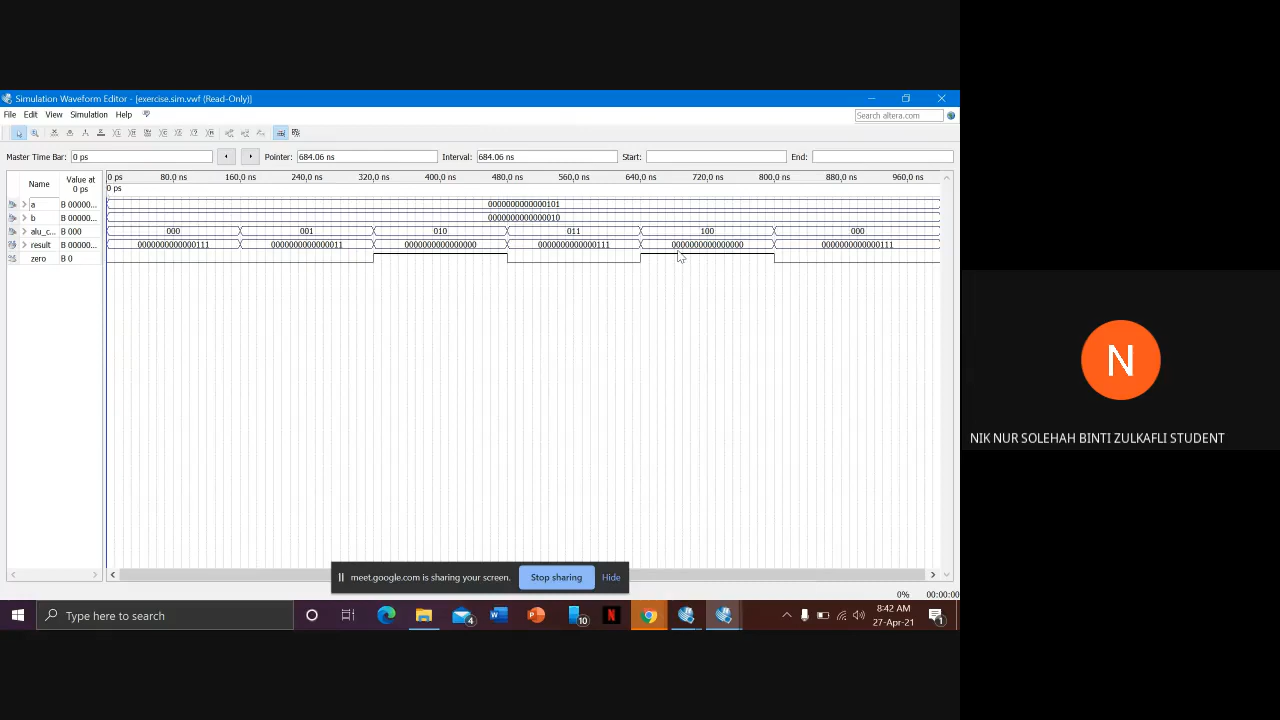 Simulation Waveform Editor - [exercise.sim.vwf (Read-Only)]
File Edit View Simulation Help
Search altera.com
Master Time Bar: 0 ps Pointer: 684.06 ns Interval: 684.06 ns Start: End:
Name Value at 0 ps
0 ps 80.0 ns 160.0 ns 240.0 ns 320.0 ns 400.0 ns 480.0 ns 560.0 ns 640.0 ns 720.0 ns 800.0 ns 880.0 ns 960.0 ns
0 ps
a B 00000... 0000000000000101
b B 00000... 0000000000000010
alu_c... B 000 000 001 010 011 100 000
result B 00000... 0000000000000111 0000000000000011 0000000000000000 0000000000000111 0000000000000000 0000000000000111
zero B 0
meet.google.com is sharing your screen. Stop sharing Hide
0% 00:00:00
Type here to search
4
10
8:42 AM
27-Apr-21
1
N
NIK NUR SOLEHAH BINTI ZULKAFLI STUDENT